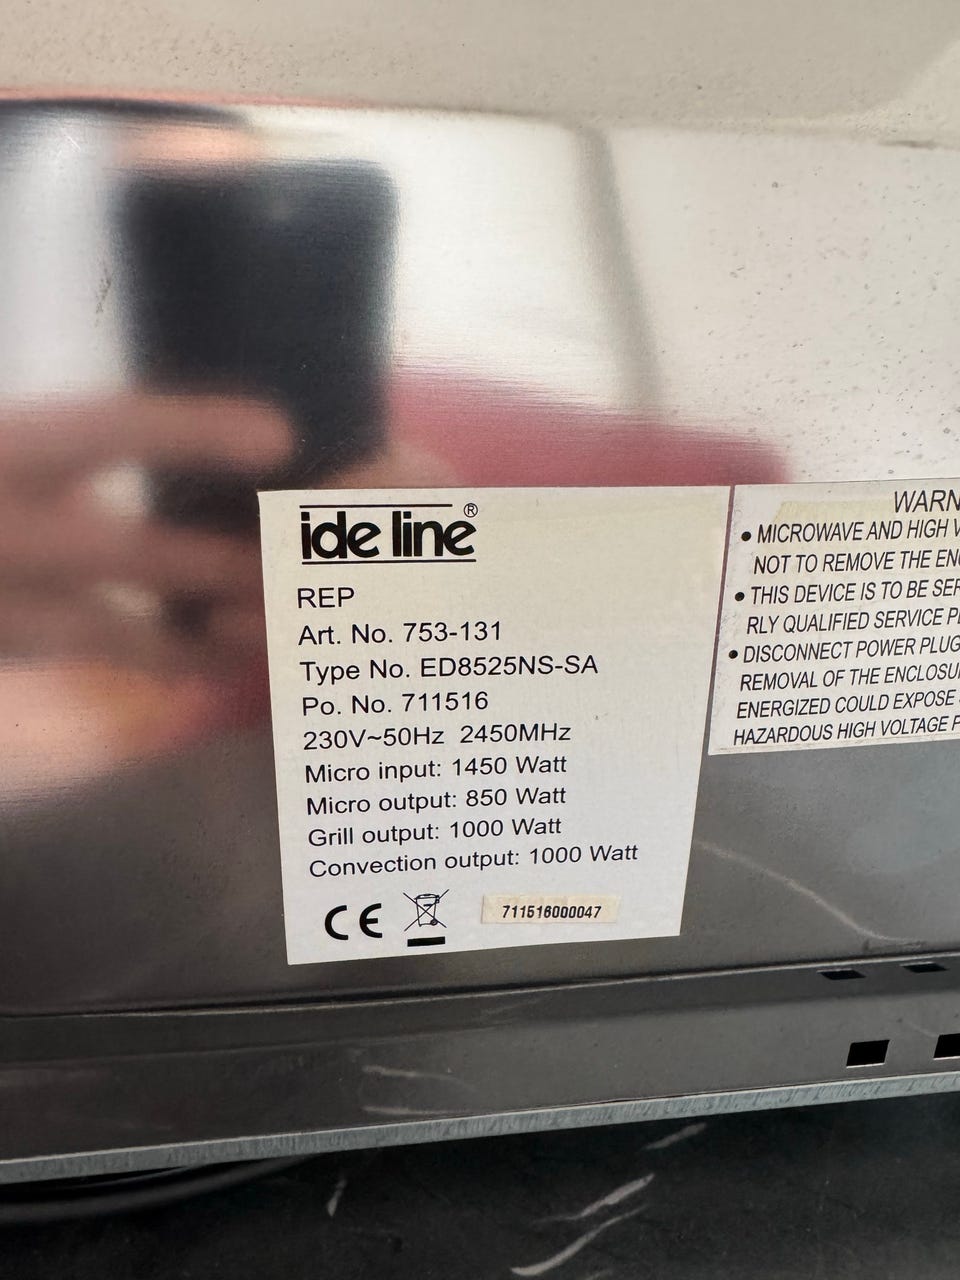 ide line®
REP
Art. No. 753-131
Type No. ED8525NS-SA
Po. No. 711516
230V~50Hz 2450MHz
Micro input: 1450 Watt
Micro output: 850 Watt
Grill output: 1000 Watt
Convection output: 1000 Watt
CE
711516000047
WARN
• MICROWAVE AND HIGH V
NOT TO REMOVE THE EN
• THIS DEVICE IS TO BE SER
RLY QUALIFIED SERVICE P
• DISCONNECT POWER PLUG
REMOVAL OF THE ENCLOSU
ENERGIZED COULD EXPOSE
HAZARDOUS HIGH VOLTAGE P